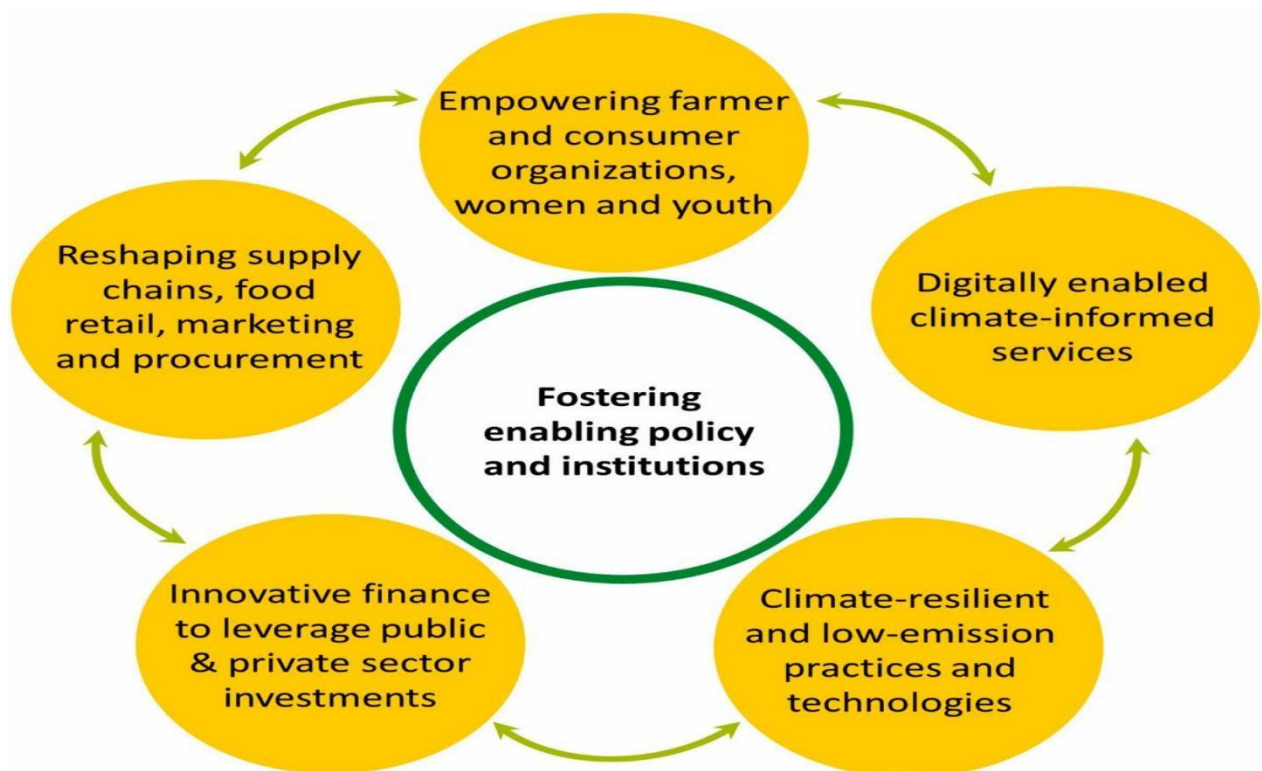 Empowering farmer
and consumer
organizations,
women and youth
Reshaping supply
chains, food
retail, marketing
and procurement
Digitally enabled
climate-informed
services
Fostering
enabling policy
and institutions
Innovative finance
to leverage public
& private sector
investments
Climate-resilient
and low-emission
practices and
technologies